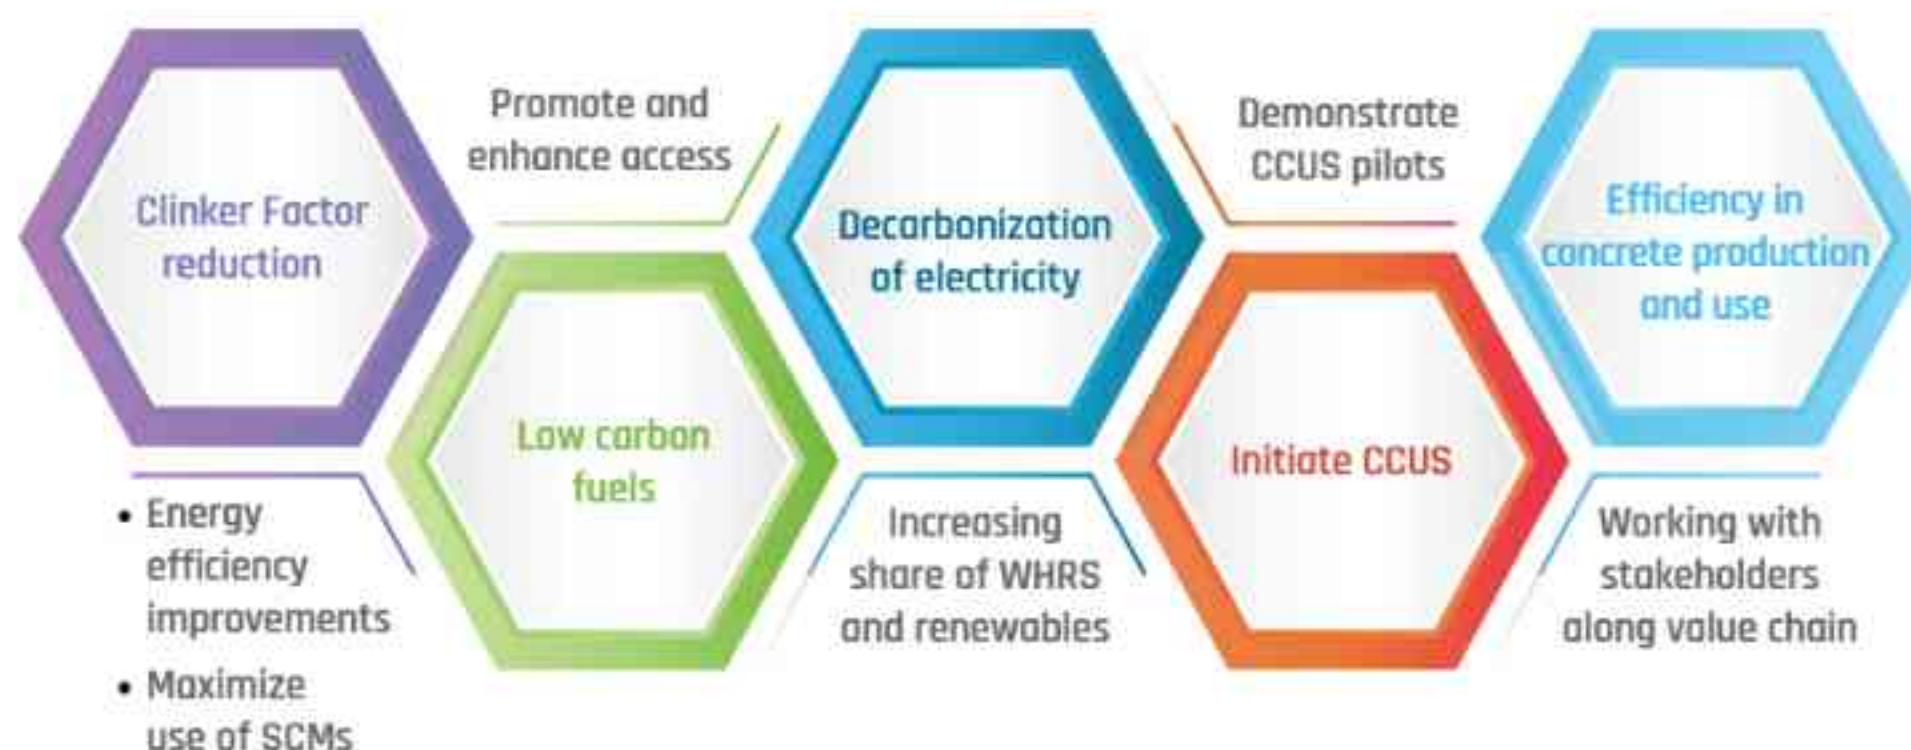 Clinker Factor
reduction
• Energy
efficiency
improvements
• Maximize
use of SCMs
Promote and
enhance access
Low carbon
fuels
Decarbonization
of electricity
Increasing
share of WHRS
and renewables
Demonstrate
CCUS pilots
Initiate CCUS
Efficiency in
concrete production
and use
Working with
stakeholders
along value chain